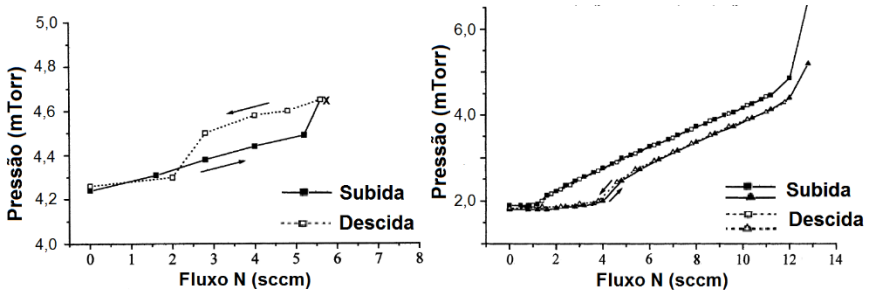 5,0
4,8
4,6
4,4
4,2
4,0
Pressão (mTorr)
x
Subida
Descida
0
1
2
3
4
5
6
7
8
Fluxo N (sccm)
6,0
4,0
2,0
Pressão (mTorr)
Subida
Descida
0
2
4
6
8
10
12
14
Fluxo N (sccm)